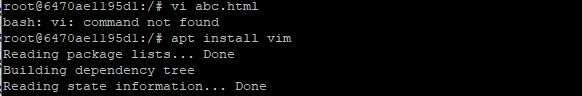 root@6470ae1195d1:/# vi abc.html
bash: vi: command not found
root@6470ae1195d1:/# apt install vim
Reading package lists... Done
Building dependency tree
Reading state information... Done